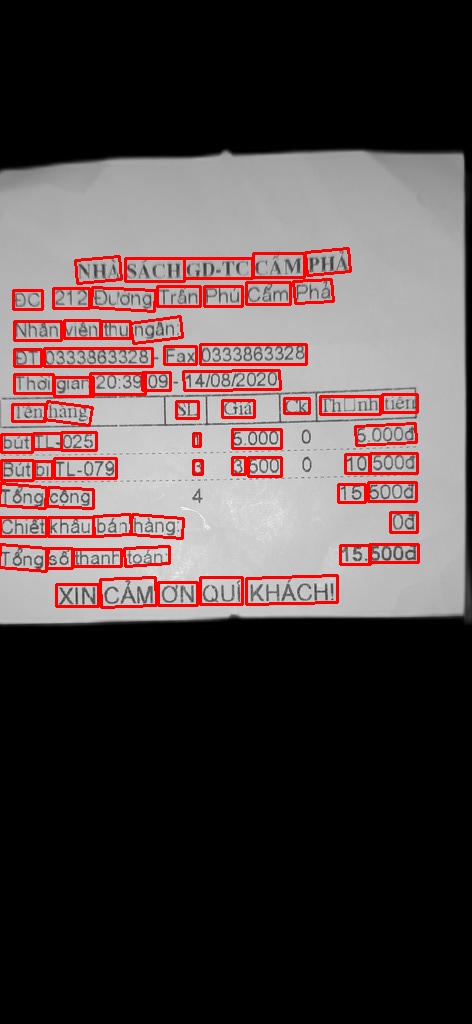 NHÀ SÁCH GD-TC CẨM PHẢ
ĐC 212 Đường Trần Phú Cẩm Phả
Nhân viên thu ngân:
ĐT 0333863328 - Fax 0333863328
Thời gian 20:39 09 - 14/08/2020
Tên hàng SL Giá Ck Th□nh tiền
bút TL-025 1 5.000 0 5.000đ
Bút bi TL-079 3 3.500 0 10.500đ
Tổng cộng 4 15.500đ
Chiết khấu bán hàng: 0đ
Tổng số thanh toán: 15.500đ
XIN CẢM ƠN QUÍ KHÁCH!